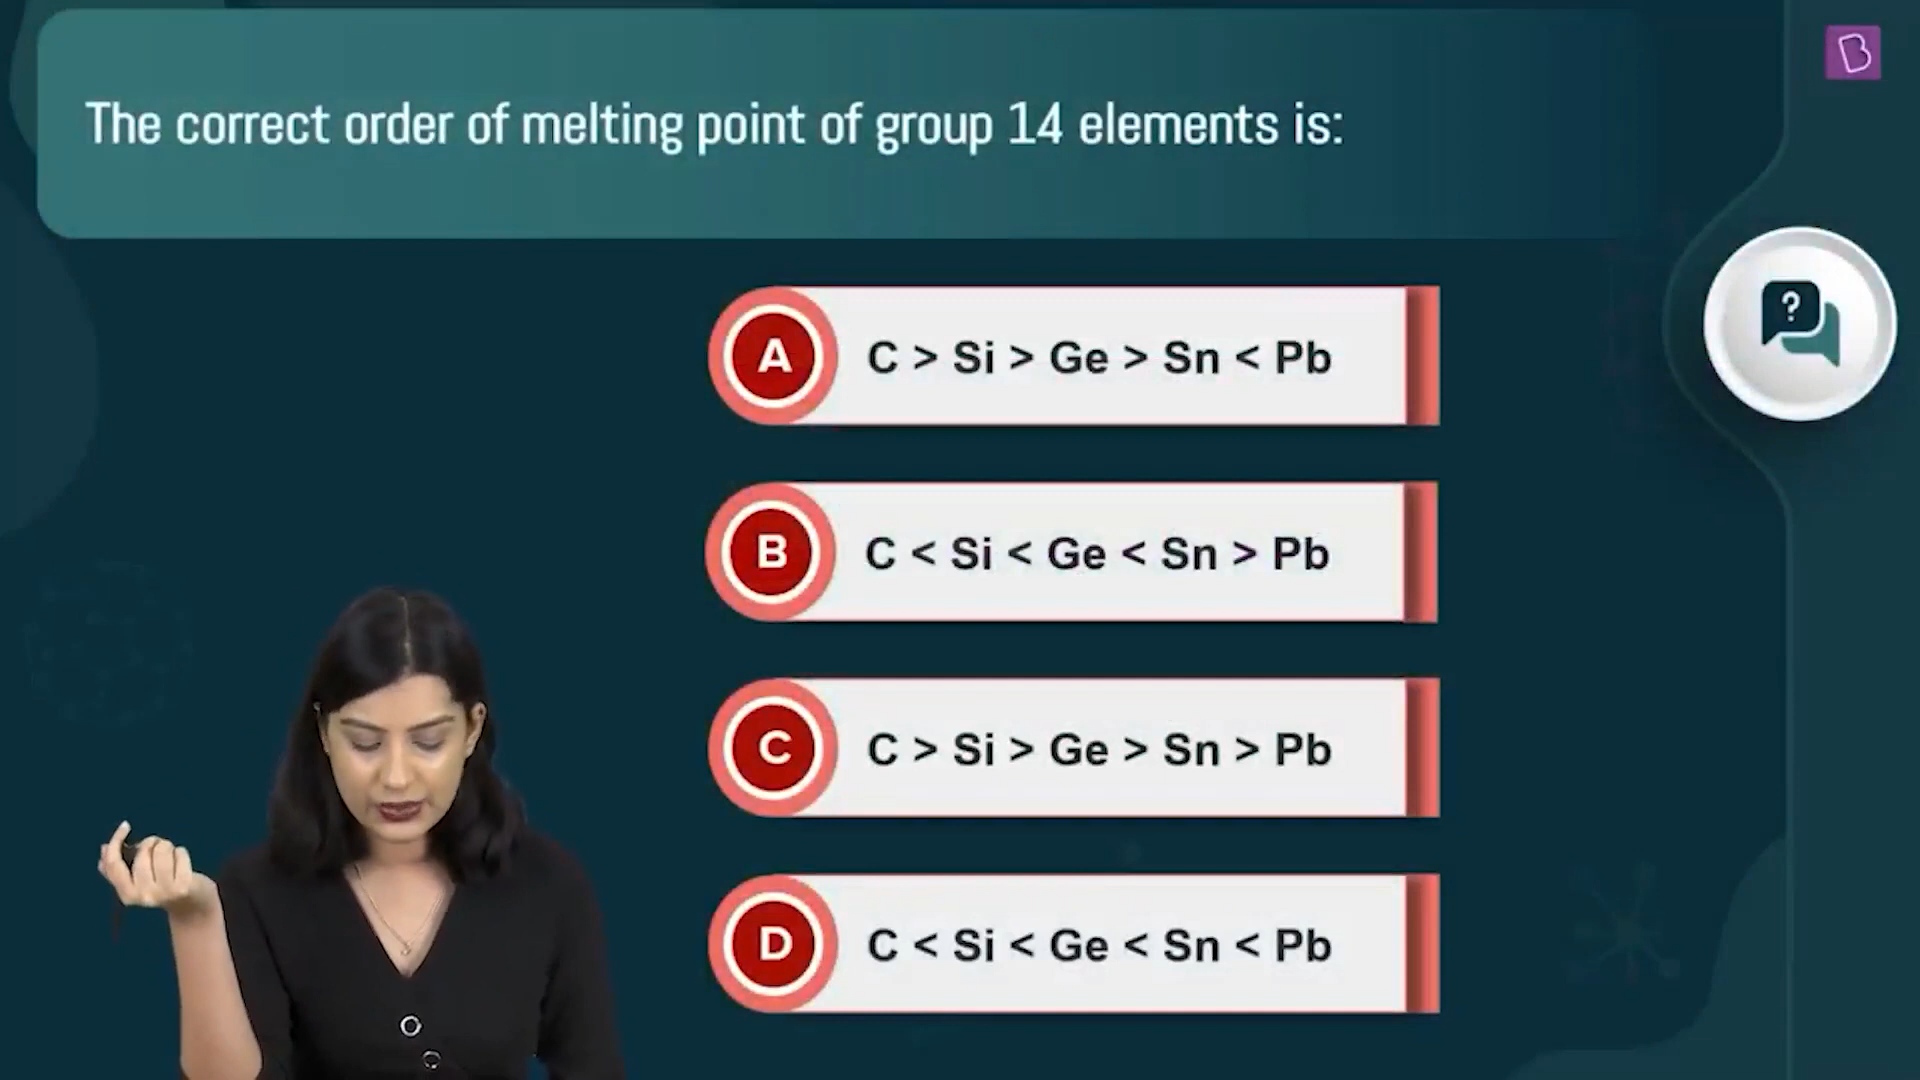 The correct order of melting point of group 14 elements is:
A C > Si > Ge > Sn < Pb
B C < Si < Ge < Sn > Pb
C C > Si > Ge > Sn > Pb
D C < Si < Ge < Sn < Pb
B
?